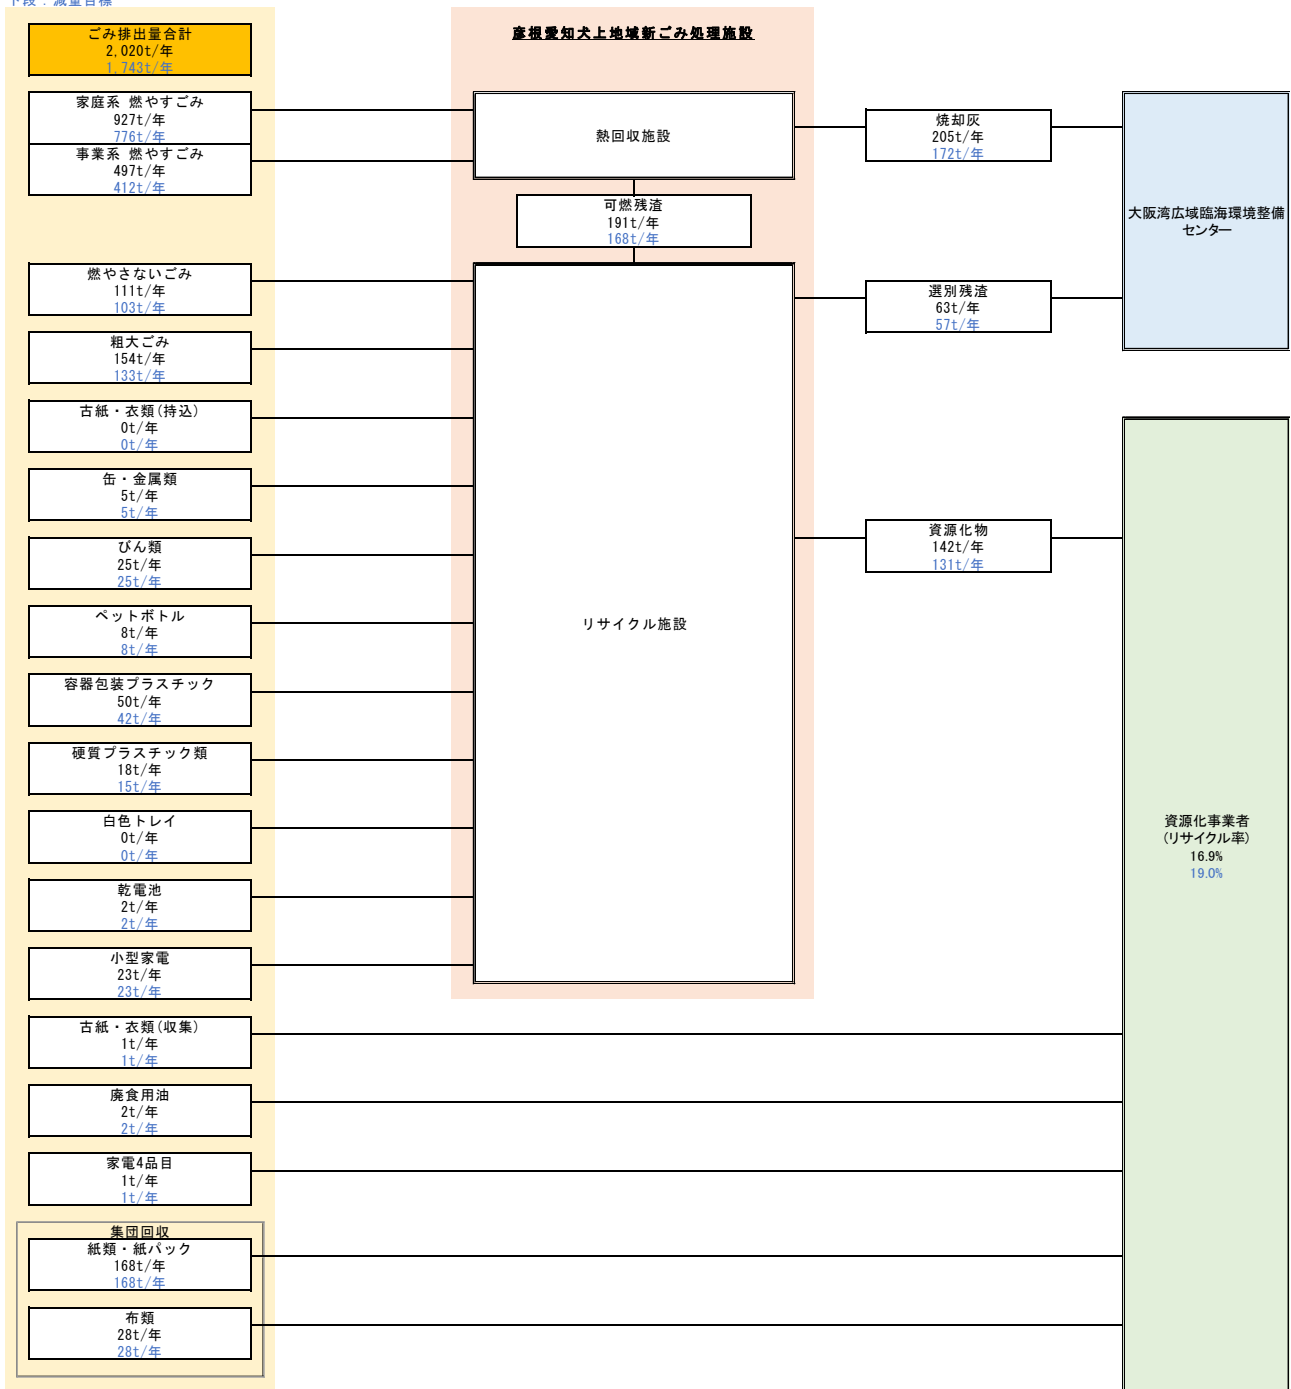 下段：減量目標
ごみ排出量合計
2,020t/年
1,743t/年
彦根愛知犬上地域新ごみ処理施設
家庭系 燃やすごみ
927t/年
776t/年
事業系 燃やすごみ
497t/年
412t/年
熱回収施設
焼却灰
205t/年
172t/年
大阪湾広域臨海環境整備
センター
可燃残渣
191t/年
168t/年
燃やさないごみ
111t/年
103t/年
選別残渣
63t/年
57t/年
粗大ごみ
154t/年
133t/年
古紙・衣類(持込)
0t/年
0t/年
缶・金属類
5t/年
5t/年
びん類
25t/年
25t/年
資源化物
142t/年
131t/年
ペットボトル
8t/年
8t/年
リサイクル施設
容器包装プラスチック
50t/年
42t/年
硬質プラスチック類
18t/年
15t/年
白色トレイ
0t/年
0t/年
資源化事業者
(リサイクル率)
16.9%
19.0%
乾電池
2t/年
2t/年
小型家電
23t/年
23t/年
古紙・衣類(収集)
1t/年
1t/年
廃食用油
2t/年
2t/年
家電4品目
1t/年
1t/年
集団回収
紙類・紙パック
168t/年
168t/年
布類
28t/年
28t/年